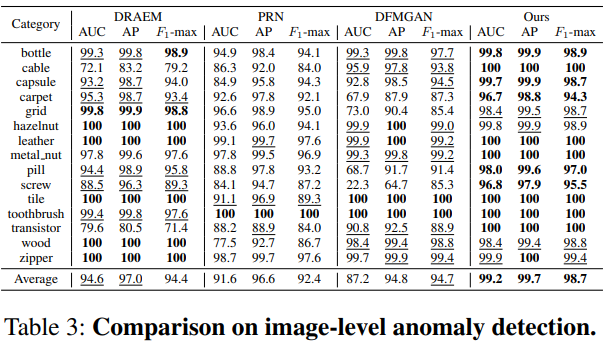 Category DRAEM PRN DFMGAN Ours
AUC AP F1-max AUC AP F1-max AUC AP F1-max AUC AP F1-max
bottle 99.3 99.8 98.9 94.9 98.4 94.1 99.3 99.8 97.7 99.8 99.9 98.9
cable 72.1 83.2 79.2 86.3 92.0 84.0 95.9 97.8 93.8 100 100 100
capsule 93.2 98.7 94.0 84.9 95.8 94.3 92.8 98.5 94.5 99.7 99.9 98.7
carpet 95.3 98.7 93.4 92.6 97.8 92.1 67.9 87.9 87.3 96.7 98.8 94.3
grid 99.8 99.9 98.8 96.6 98.9 95.0 73.0 90.4 85.4 98.4 99.5 98.7
hazelnut 100 100 100 93.6 96.0 94.1 99.9 100 99.0 99.8 99.9 98.9
leather 100 100 100 99.1 99.7 97.6 99.9 100 99.2 100 100 100
metal_nut 97.8 99.6 97.6 97.8 99.5 96.9 99.3 99.8 99.2 100 100 100
pill 94.4 98.9 95.8 88.8 97.8 93.2 68.7 91.7 91.4 98.0 99.6 97.0
screw 88.5 96.3 89.3 84.1 94.7 87.2 22.3 64.7 85.3 96.8 97.9 95.5
tile 100 100 100 91.1 96.9 89.3 100 100 100 100 100 100
toothbrush 99.4 99.8 97.6 100 100 100 100 100 100 100 100 100
transistor 79.6 80.5 71.4 88.2 88.9 84.0 90.8 92.5 88.9 100 100 100
wood 100 100 100 77.5 92.7 86.7 98.4 99.4 98.8 98.4 99.4 98.8
zipper 100 100 100 98.7 99.7 97.6 99.7 99.9 99.4 99.9 100 99.4
Average 94.6 97.0 94.4 91.6 96.6 92.4 87.2 94.8 94.7 99.2 99.7 98.7
Table 3: Comparison on image-level anomaly detection.